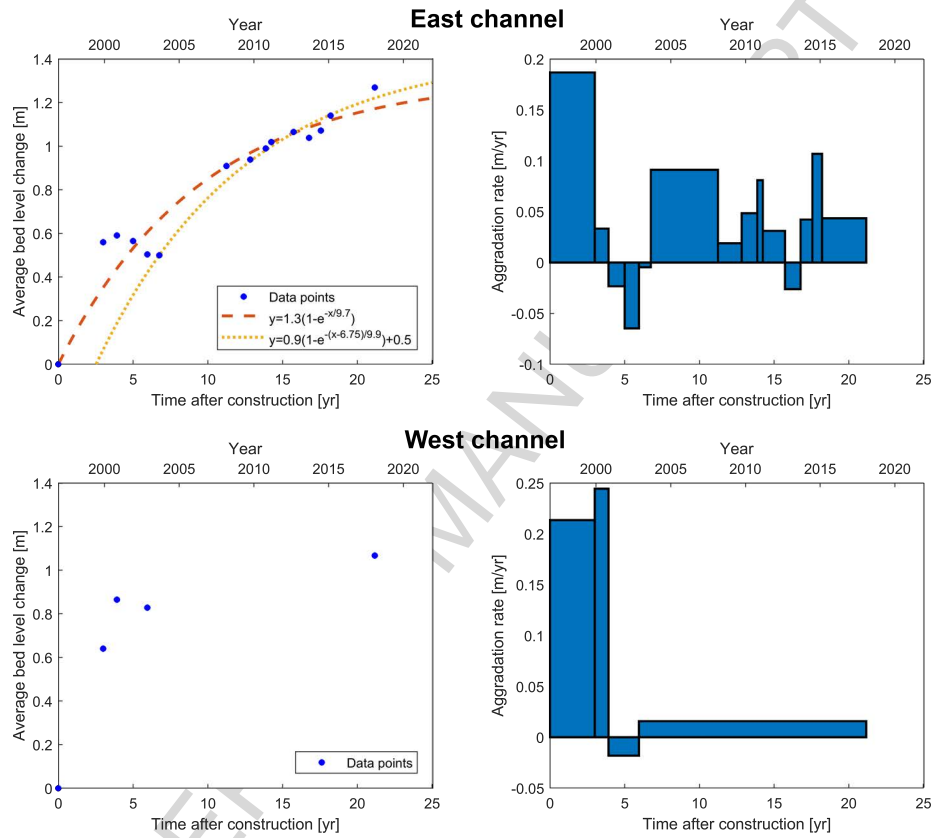 East channel
Year
2000 2005 2010 2015 2020
1.4
1.2
1
0.8
0.6
0.4
0.2
0
Average bed level change [m]
Data points
y=1.3(1-e^-x/9.7)
y=0.9(1-e^-(x-6.75)/9.9)+0.5
0 5 10 15 20 25
Time after construction [yr]
Year
2000 2005 2010 2015 2020
0.2
0.15
0.1
0.05
0
-0.05
-0.1
Aggradation rate [m/yr]
0 5 10 15 20 25
Time after construction [yr]
West channel
Year
2000 2005 2010 2015 2020
1.4
1.2
1
0.8
0.6
0.4
0.2
0
Average bed level change [m]
Data points
0 5 10 15 20 25
Time after construction [yr]
Year
2000 2005 2010 2015 2020
0.25
0.2
0.15
0.1
0.05
0
-0.05
Aggradation rate [m/yr]
0 5 10 15 20 25
Time after construction [yr]